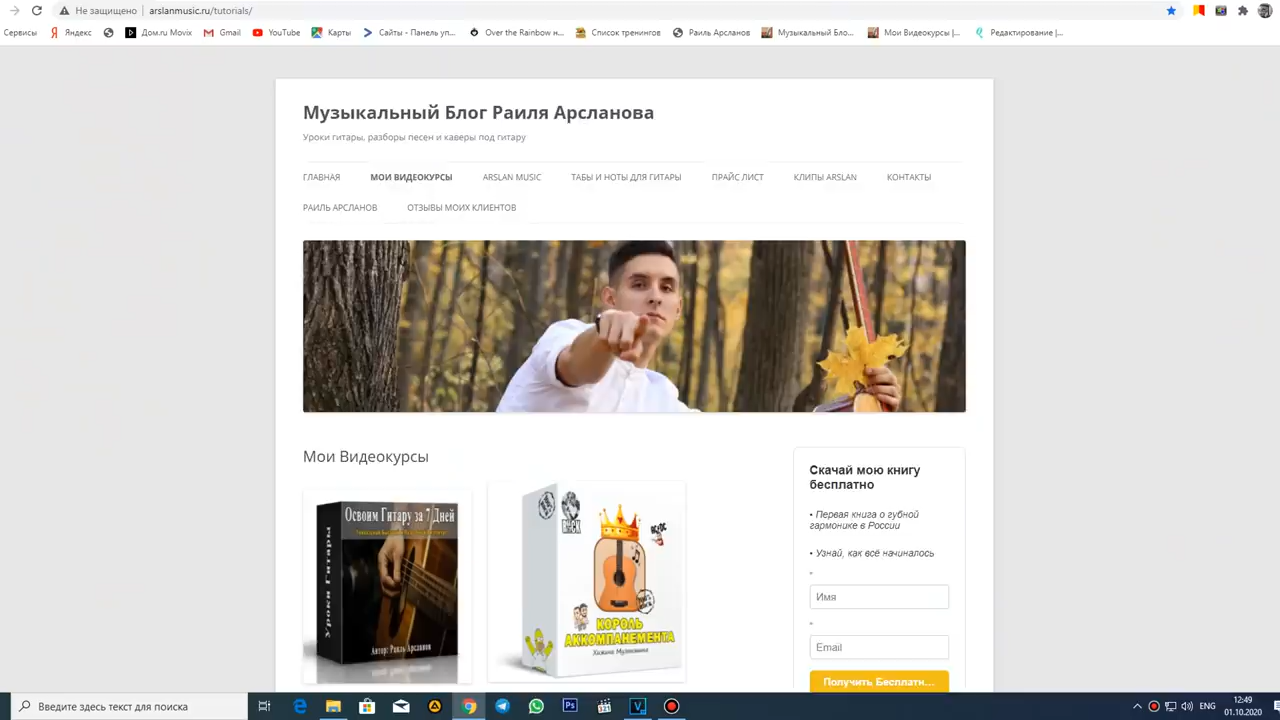 Не защищено | arslanmusic.ru/tutorials/
Сервисы Яндекс Дом.ru Movix Gmail YouTube Карты Сайты - Панель уп... Over the Rainbow н... Список тренингов Раиль Арсланов Музыкальный Бло... Мои Видеокурсы |... Редактирование |...
Музыкальный Блог Раиля Арсланова
Уроки гитары, разборы песен и каверы под гитару
ГЛАВНАЯ МОИ ВИДЕОКУРСЫ ARSLAN MUSIC ТАБЫ И НОТЫ ДЛЯ ГИТАРЫ ПРАЙС ЛИСТ КЛИПЫ ARSLAN КОНТАКТЫ
РАИЛЬ АРСЛАНОВ ОТЗЫВЫ МОИХ КЛИЕНТОВ
Мои Видеокурсы
Освоим Гитару за 7 Дней
Уроки Гитары
Автор: Раиль Арсланов
КОРОЛЬ
АККОМПАНЕМЕНТА
Скачай мою книгу
бесплатно
• Первая книга о губной
гармонике в России
• Узнай, как всё начиналось
*
Имя
*
Email
Получить Бесплатн...
Введите здесь текст для поиска
ENG
12:49
01.10.2020